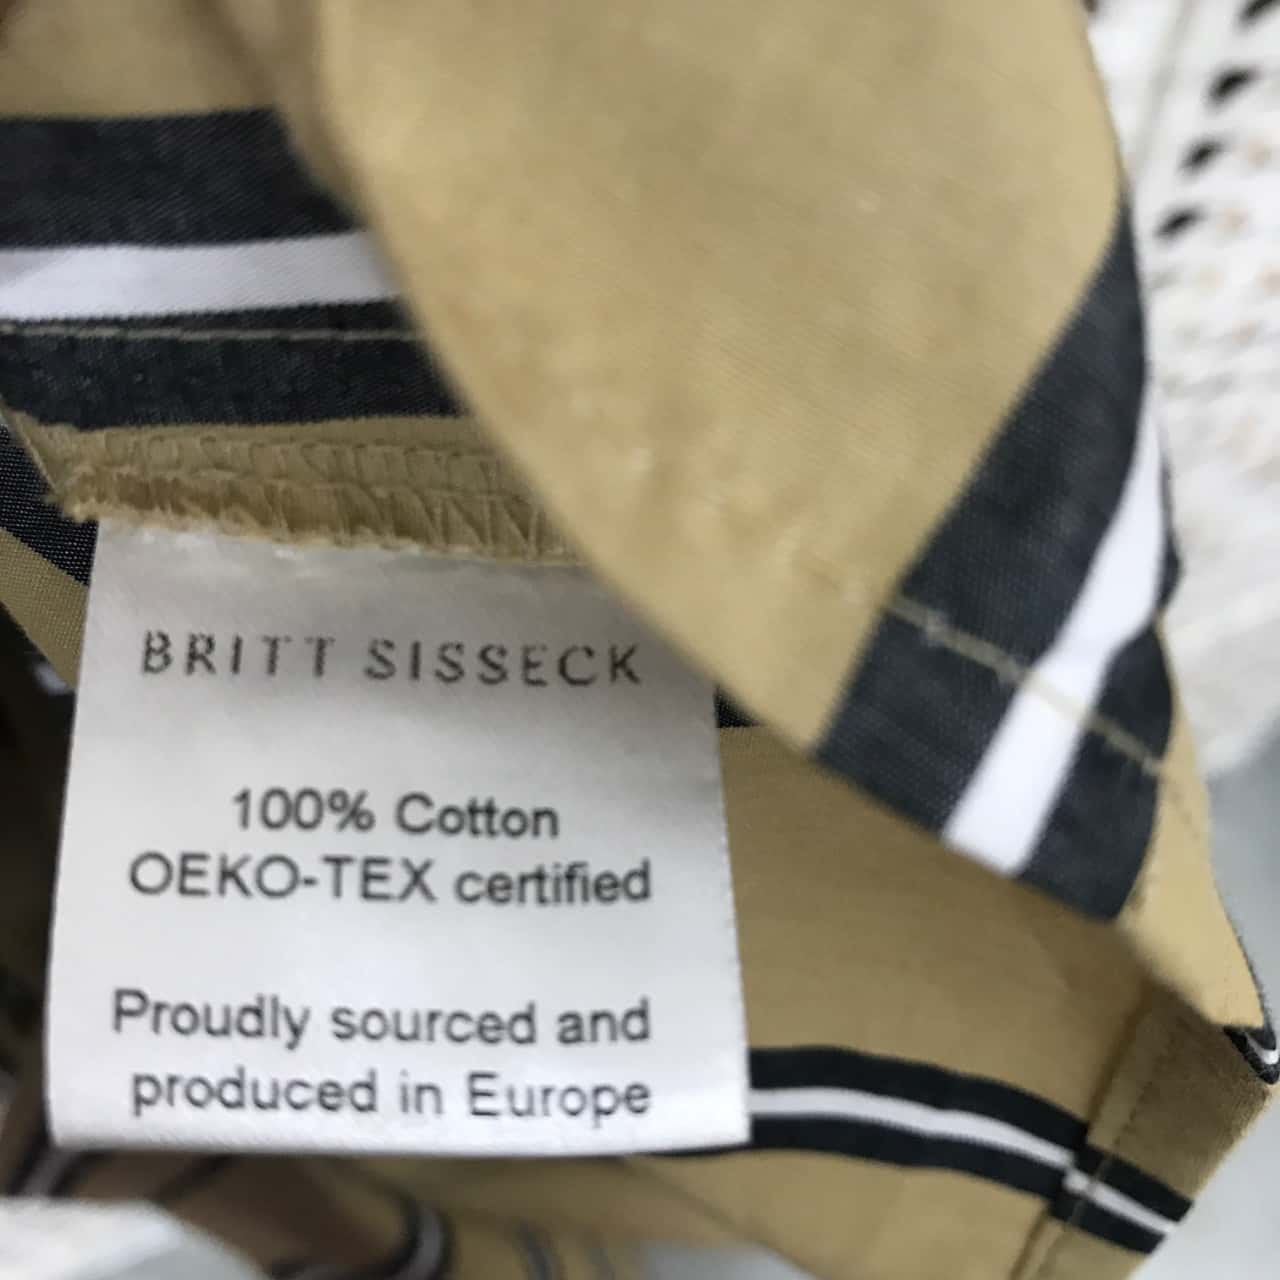 BRITT SISSECK
100% Cotton
OEKO-TEX certified
Proudly sourced and
produced in Europe